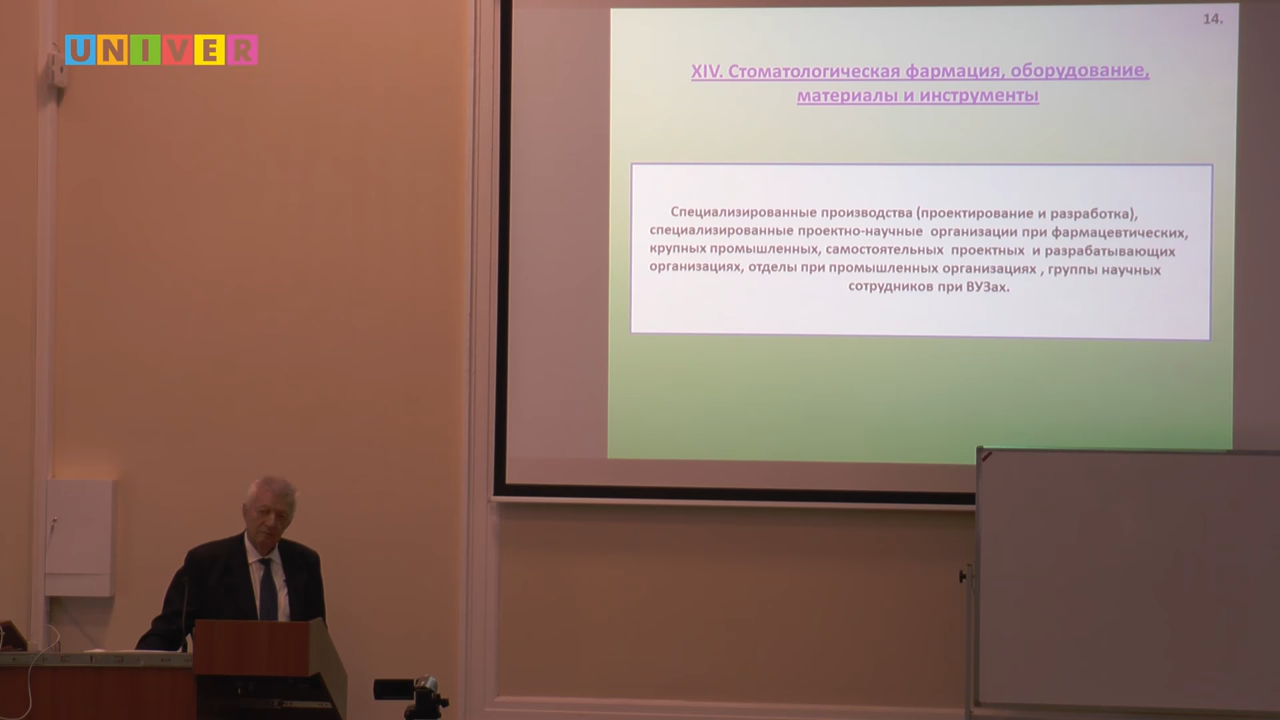 UNIVER
14.
XIV. Стоматологическая фармация, оборудование,
материалы и инструменты
Специализированные производства (проектирование и разработка),
специализированные проектно-научные организации при фармацевтических,
крупных промышленных, самостоятельных проектных и разрабатывающих
организациях, отделы при промышленных организациях , группы научных
сотрудников при ВУЗах.